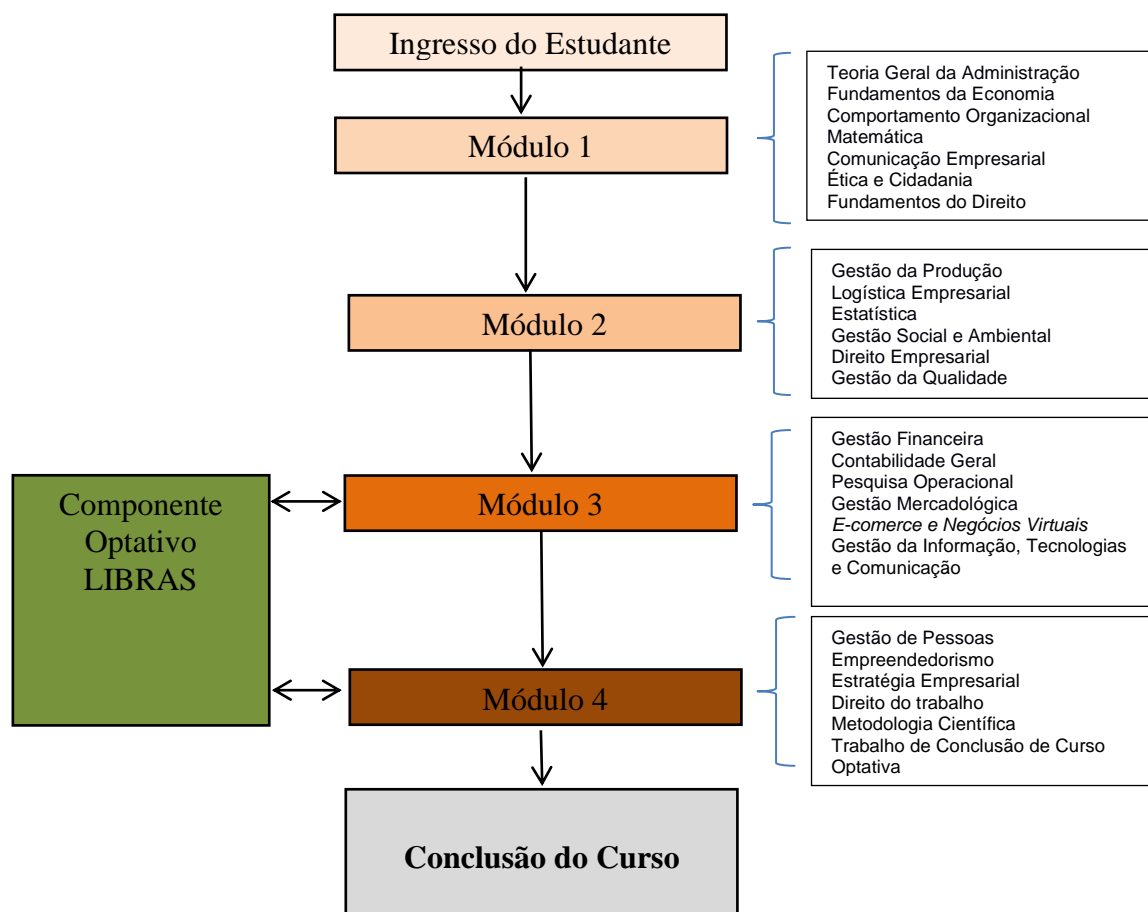 Ingresso do Estudante
Módulo 1
Teoria Geral da Administração
Fundamentos da Economia
Comportamento Organizacional
Matemática
Comunicação Empresarial
Ética e Cidadania
Fundamentos do Direito
Módulo 2
Gestão da Produção
Logística Empresarial
Estatística
Gestão Social e Ambiental
Direito Empresarial
Gestão da Qualidade
Componente
Optativo
LIBRAS
Módulo 3
Gestão Financeira
Contabilidade Geral
Pesquisa Operacional
Gestão Mercadológica
E-comerce e Negócios Virtuais
Gestão da Informação, Tecnologias
e Comunicação
Módulo 4
Gestão de Pessoas
Empreendedorismo
Estratégia Empresarial
Direito do trabalho
Metodologia Científica
Trabalho de Conclusão de Curso
Optativa
Conclusão do Curso